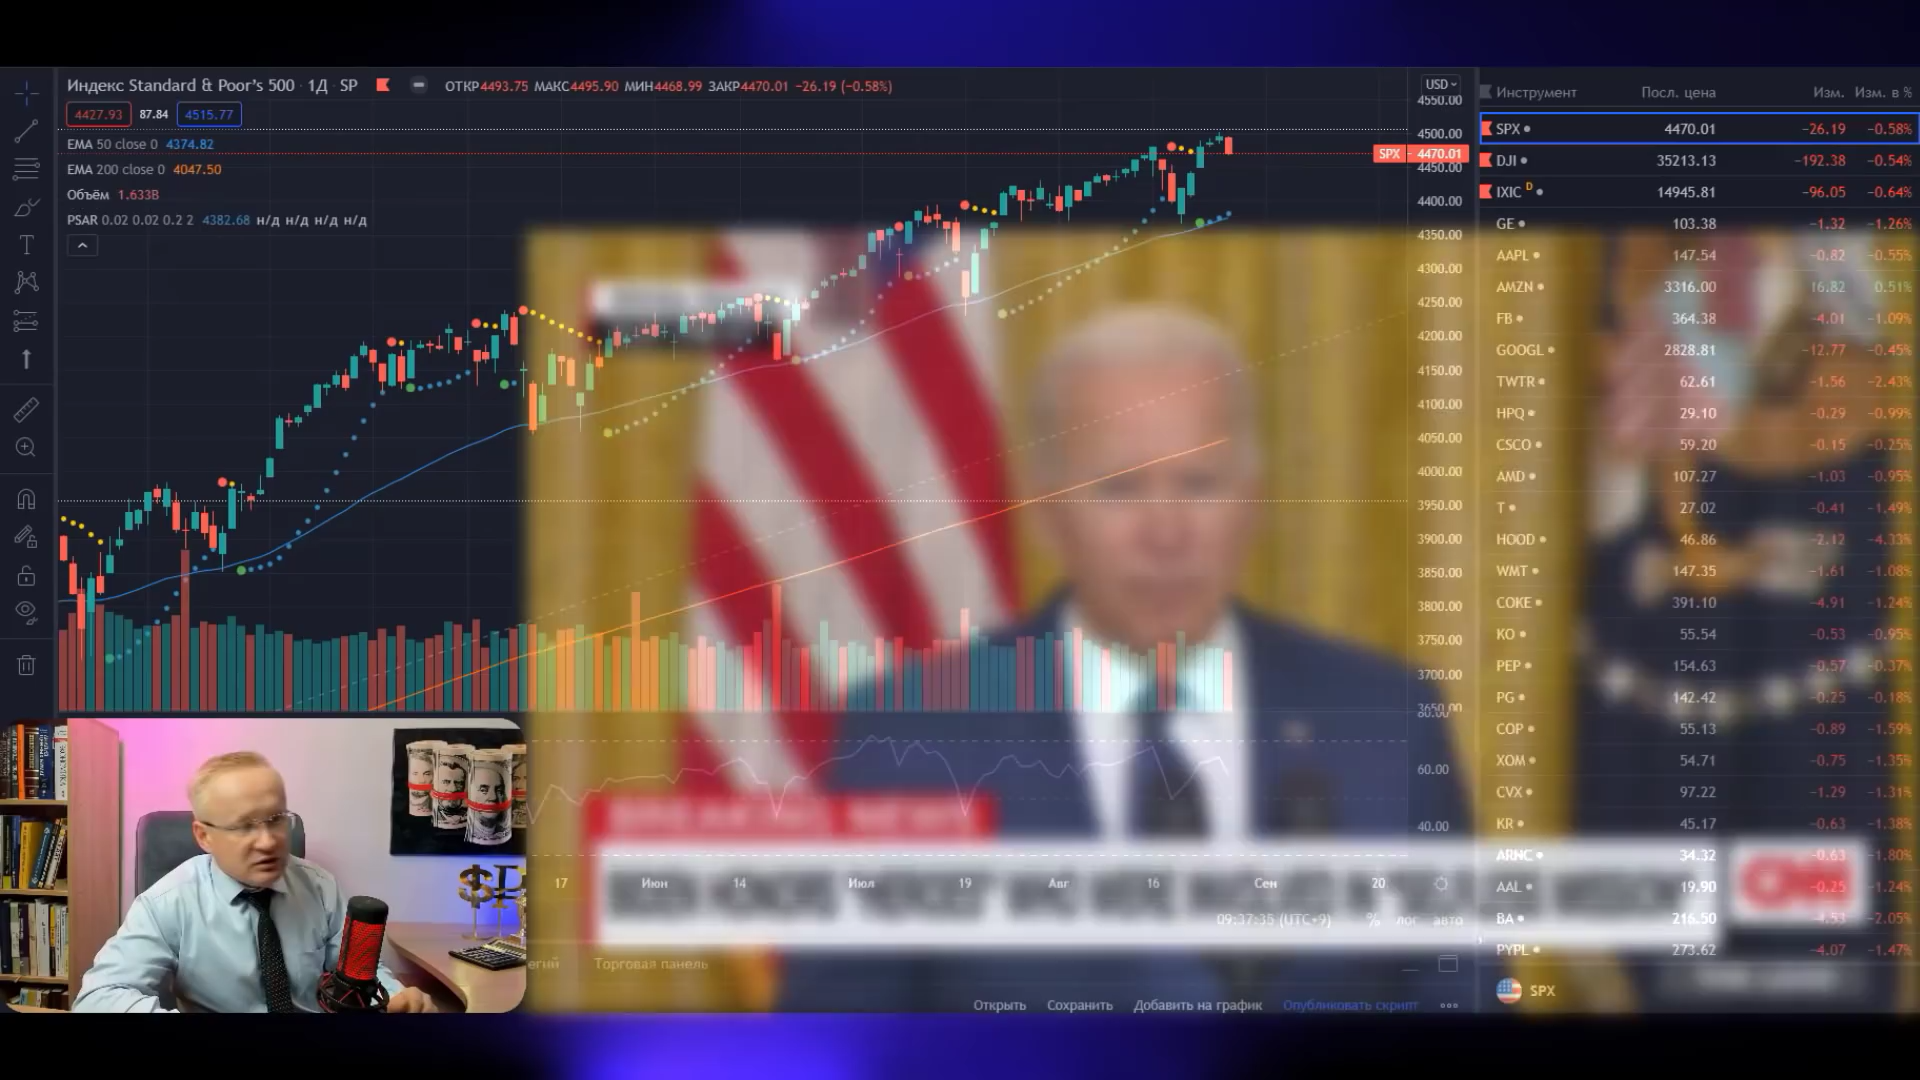 Индекс Standard & Poor's 500 · 1Д · SP ОТКР4493.75 МАКС4495.90 МИН4468.99 ЗАКР4470.01 −26.19 (−0.58%)
4427.93 87.84 4515.77
EMA 50 close 0 4374.82
EMA 200 close 0 4047.50
Объём 1.633B
PSAR 0.02 0.02 0.2 2 4382.68 н/д н/д н/д н/д
USD
4550.00
4500.00
SPX 4470.01
4450.00
4400.00
4350.00
4300.00
4250.00
4200.00
4150.00
4100.00
4050.00
4000.00
3950.00
3900.00
3850.00
3800.00
3750.00
3700.00
3650.00
80.00
60.00
40.00
17 Июн 14 Июл 19 Авг 16 Сен 20
09:37:35 (UTC+9) % лог авто
егий Торговая панель
Открыть Сохранить Добавить на график Опубликовать скрипт
Инструмент Посл. цена Изм. Изм. в %
SPX 4470.01 −26.19 −0.58%
DJI 35213.13 −192.38 −0.54%
IXIC D 14945.81 −96.05 −0.64%
GE 103.38 −1.32 −1.26%
AAPL 147.54 −0.82 −0.55%
AMZN 3316.00 16.82 0.51%
FB 364.38 −4.01 −1.09%
GOOGL 2828.81 −12.77 −0.45%
TWTR 62.61 −1.56 −2.43%
HPQ 29.10 −0.29 −0.99%
CSCO 59.20 −0.15 −0.25%
AMD 107.27 −1.03 −0.95%
T 27.02 −0.41 −1.49%
HOOD 46.86 −2.12 −4.33%
WMT 147.35 −1.61 −1.08%
COKE 391.10 −4.91 −1.24%
KO 55.54 −0.53 −0.95%
PEP 154.63 −0.57 −0.37%
PG 142.42 −0.25 −0.18%
COP 55.13 −0.89 −1.59%
XOM 54.71 −0.75 −1.35%
CVX 97.22 −1.29 −1.31%
KR 45.17 −0.63 −1.38%
ARNC 34.32 −0.63 −1.80%
AAL 19.90 −0.25 −1.24%
BA 216.50 −4.53 −2.05%
PYPL 273.62 −4.07 −1.47%
SPX
BREAKING NEWS
CNN